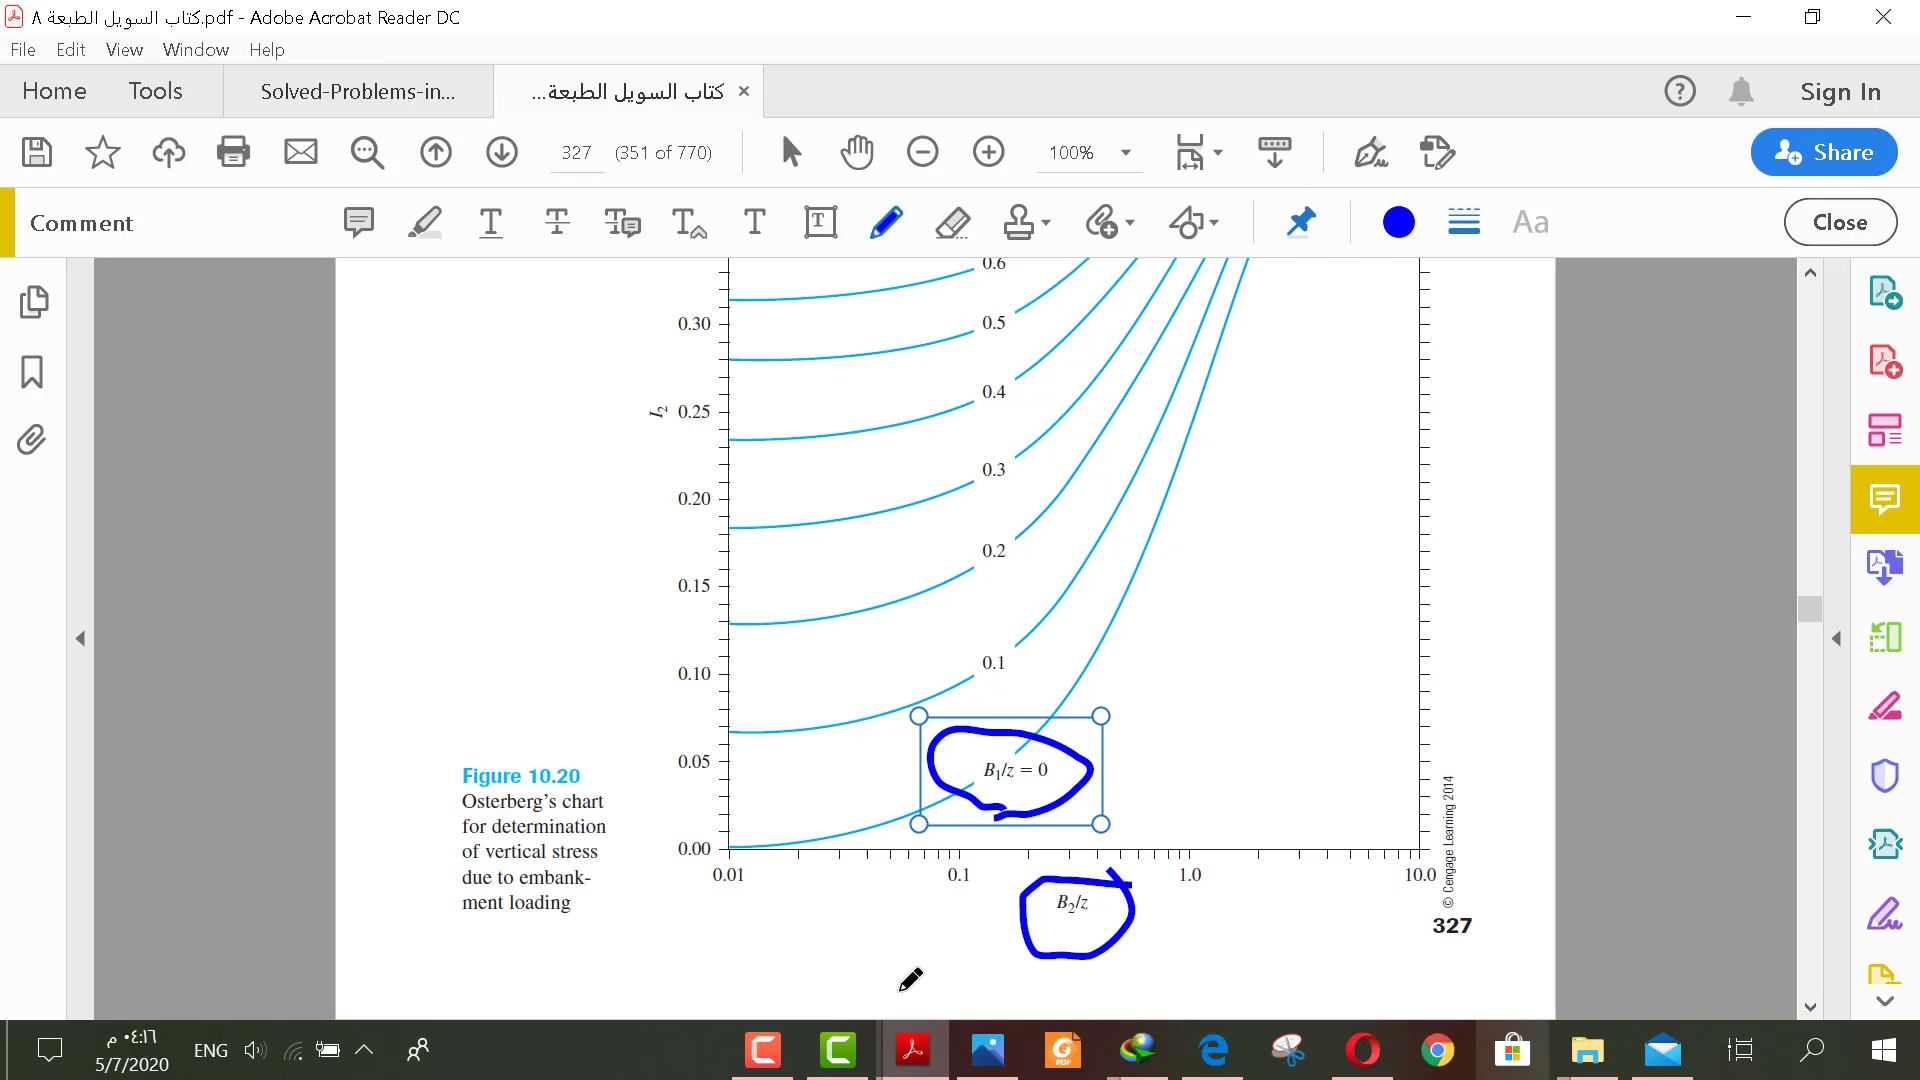 كتاب السويل الطبعة ٨.pdf - Adobe Acrobat Reader DC
File Edit View Window Help
Home Tools Solved-Problems-in... كتاب السويل الطبعة... × ? Sign In
327 (351 of 770) 100% Share
Comment Aa Close
0.6
0.30 0.5
0.4
I2 0.25
0.3
0.20
0.2
0.15
0.1
0.10
0.05 B1/z = 0
0.00
0.01 0.1 1.0 10.0
B2/z
Figure 10.20
Osterberg's chart
for determination
of vertical stress
due to embank-
ment loading
© Cengage Learning 2014
327
٠٤:١٦ م
ENG
5/7/2020